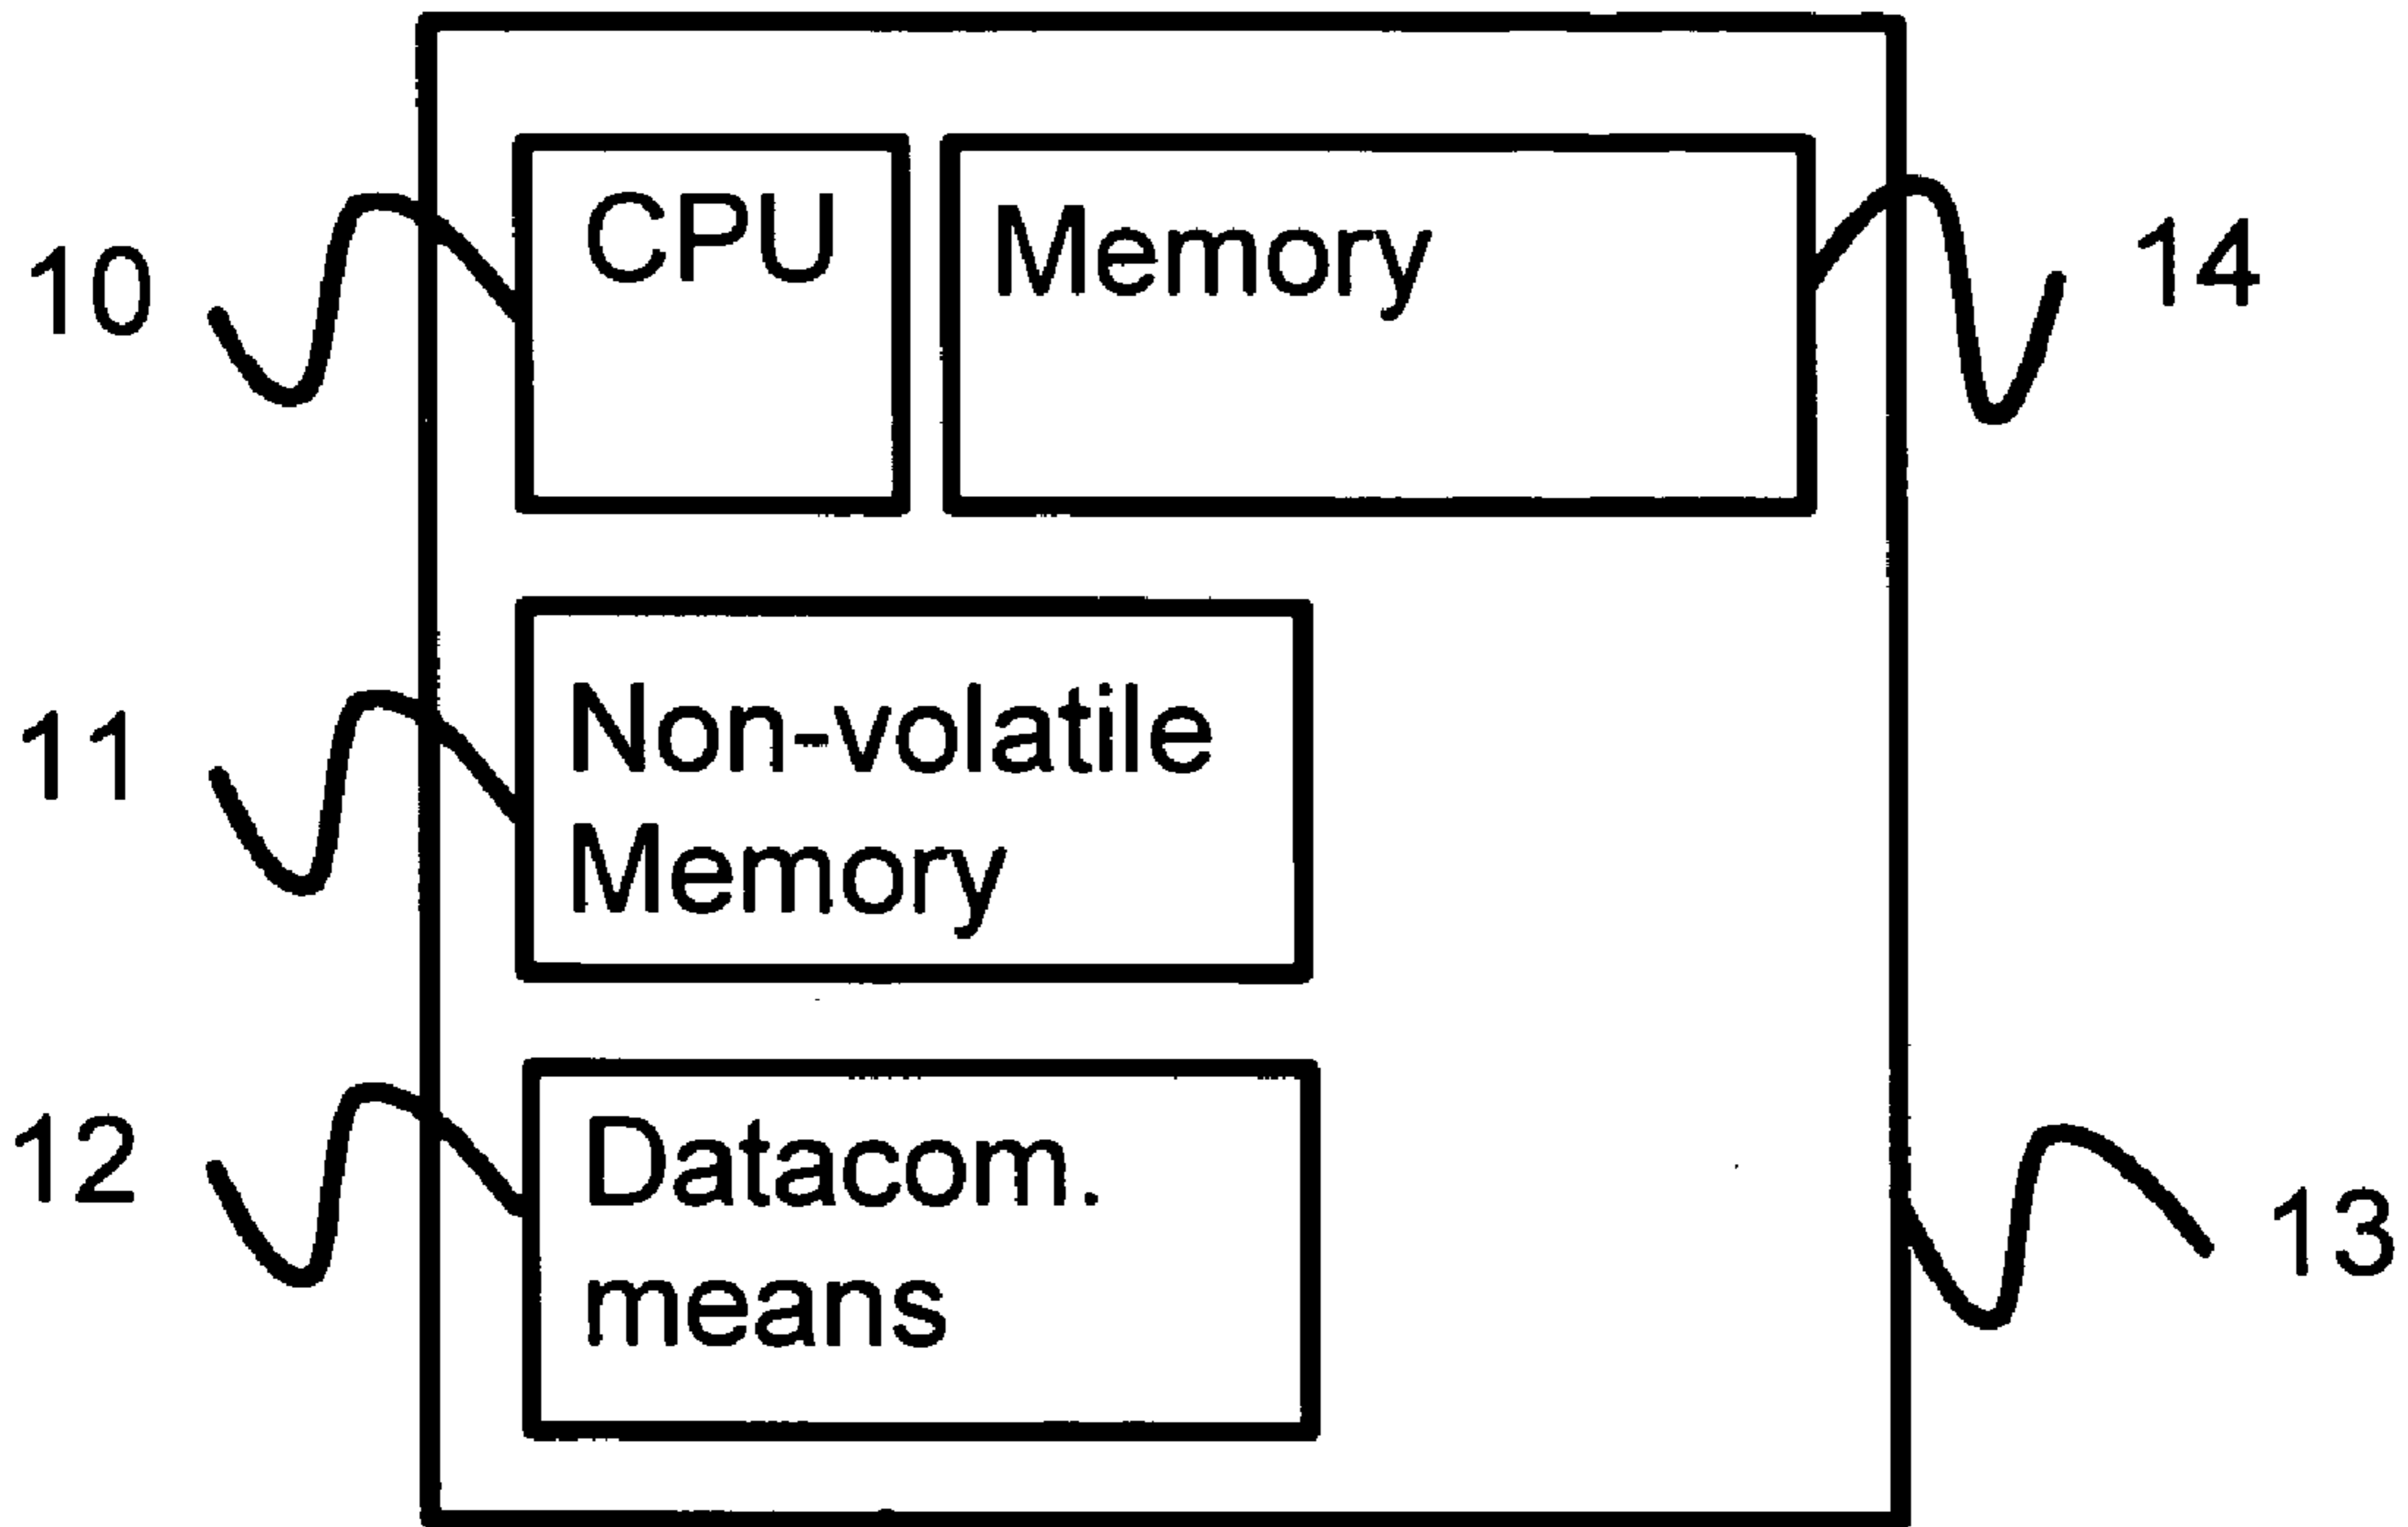 CPU
Memory
10
14
Non-volatile
Memory
11
Datacom.
means
12
13